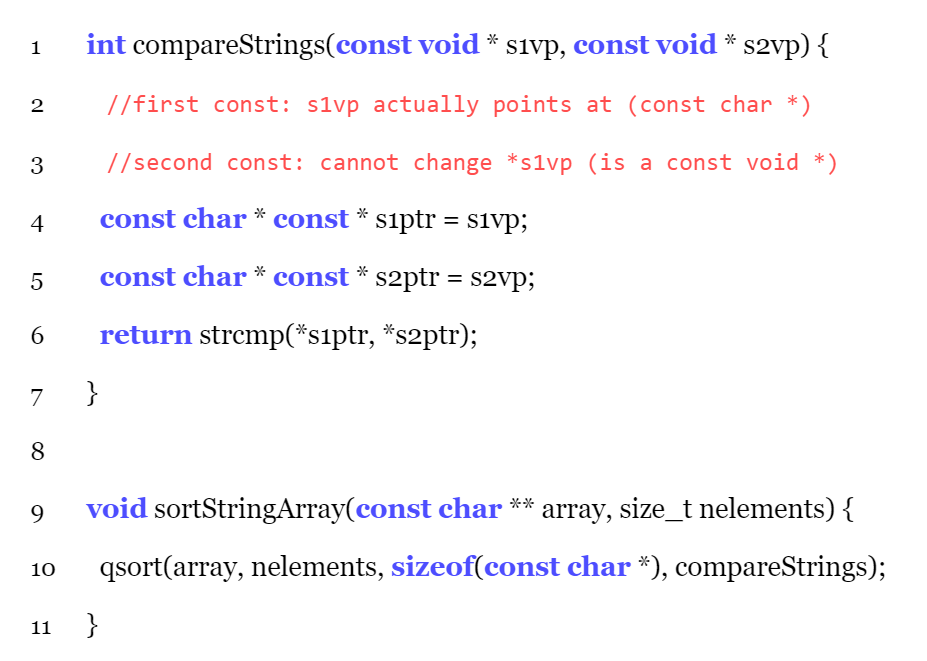 1 int compareStrings(const void * s1vp, const void * s2vp) {
2 //first const: s1vp actually points at (const char *)
3 //second const: cannot change *s1vp (is a const void *)
4 const char * const * s1ptr = s1vp;
5 const char * const * s2ptr = s2vp;
6 return strcmp(*s1ptr, *s2ptr);
7 }
8
9 void sortStringArray(const char ** array, size_t nelements) {
10 qsort(array, nelements, sizeof(const char *), compareStrings);
11 }